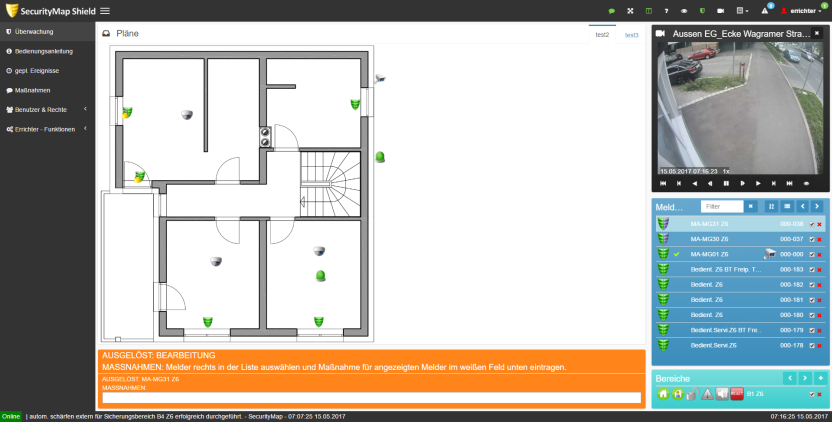 SecurityMap Shield
errichter
Überwachung
Bedienungsanleitung
gepl. Ereignisse
Maßnahmen
Benutzer & Rechte
Errichter - Funktionen
Pläne
test2
test3
AUSGELÖST: BEARBEITUNG
MASSNAHMEN: Melder rechts in der Liste auswählen und Maßnahme für angezeigten Melder im weißen Feld unten eintragen.
AUSGELÖST: MA-MG31 Z6
MASSNAHMEN:
Aussen EG_Ecke Wagramer Stra...
15.05.2017 07:16:23 1x
Meld...
Filter
MA-MG31 Z6 000-038
MA-MG30 Z6 000-037
MA-MG01 Z6 000-000
Bedient. Z6 BT Freip. T... 000-183
Bedient. Z6 000-182
Bedient. Z6 000-181
Bedient. Z6 000-180
Bedient.Servi.Z6 BT Fre... 000-179
Bedient.Servi.Z6 000-178
Bereiche
B1 Z6
Online | autom. schärfen extern für Sicherungsbereich B4 Z6 erfolgreich durchgeführt. - SecurityMap - 07:07:25 15.05.2017
07:16:25 15.05.2017